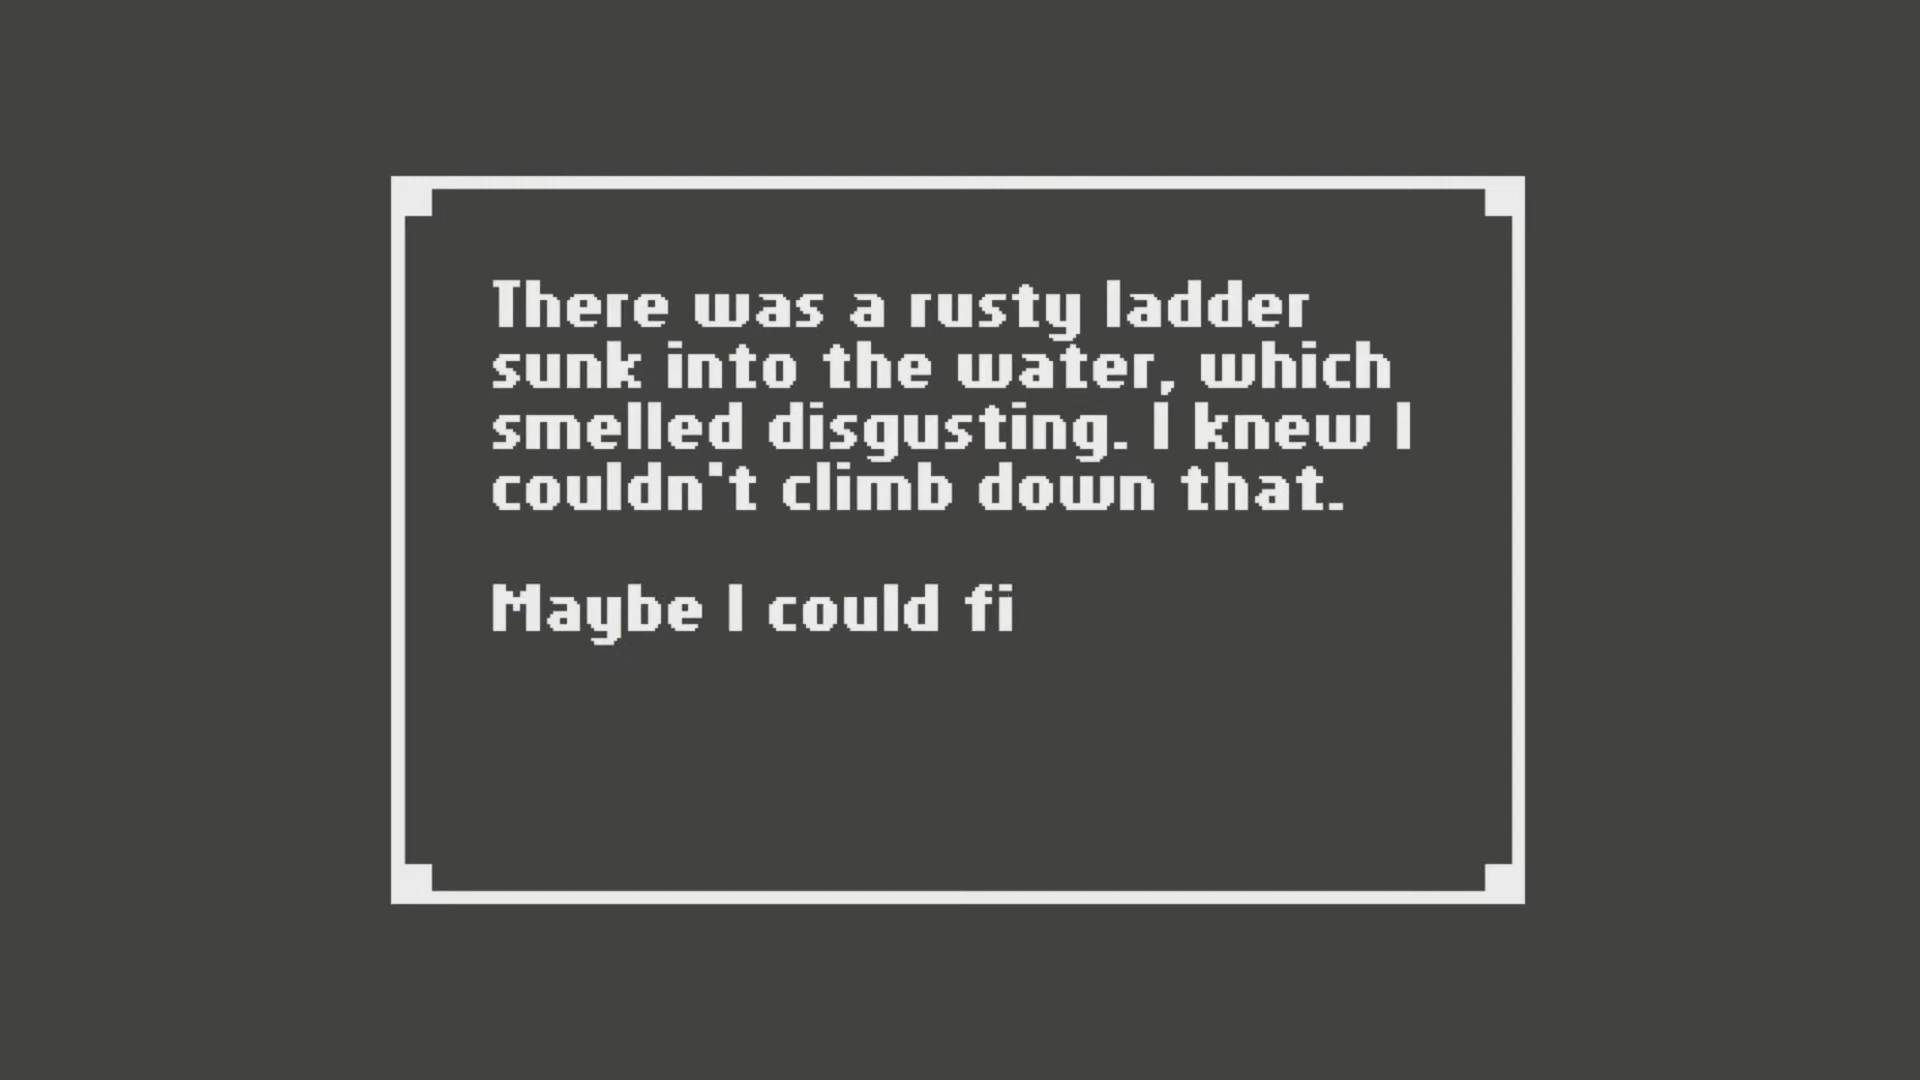 There was a rusty ladder
sunk into the water, which
smelled disgusting. I knew I
couldn't climb down that.
Maybe I could fi